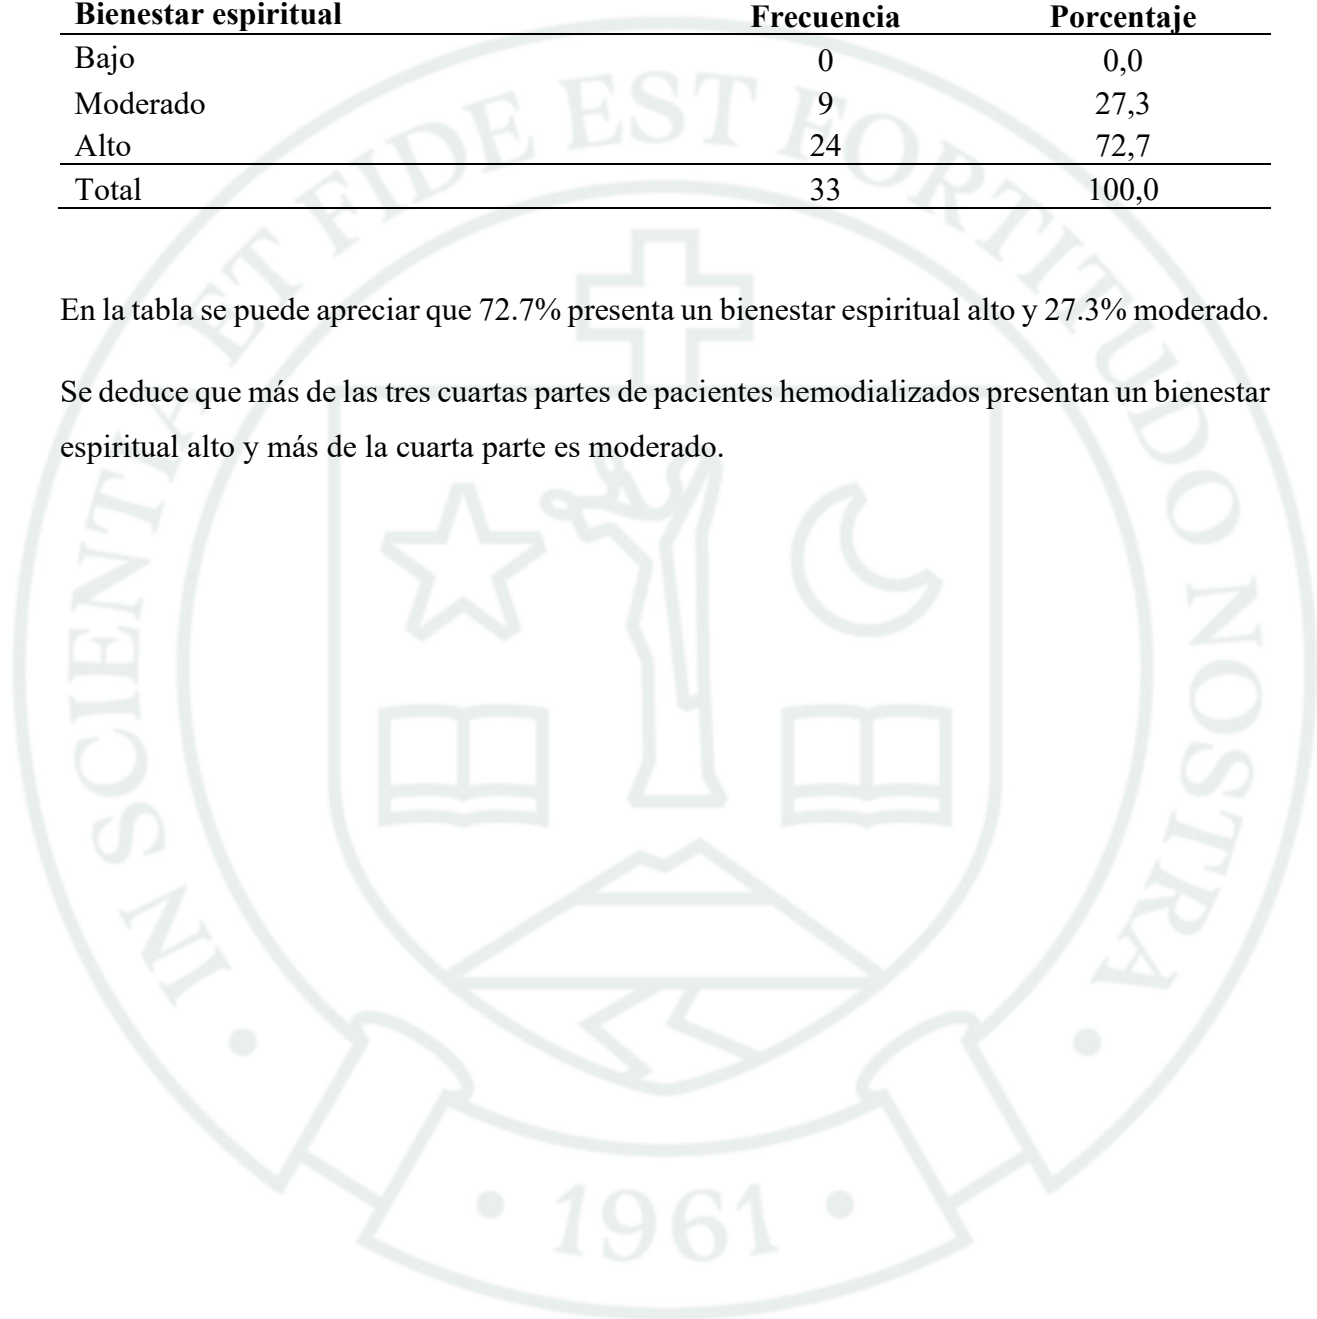 Bienestar espiritual Frecuencia Porcentaje
Bajo 0 0,0
Moderado 9 27,3
Alto 24 72,7
Total 33 100,0
En la tabla se puede apreciar que 72.7% presenta un bienestar espiritual alto y 27.3% moderado.
Se deduce que más de las tres cuartas partes de pacientes hemodializados presentan un bienestar
espiritual alto y más de la cuarta parte es moderado.
IN SCIENTIA ET FIDE EST FORTITUDO NOSTRA
• 1961 •